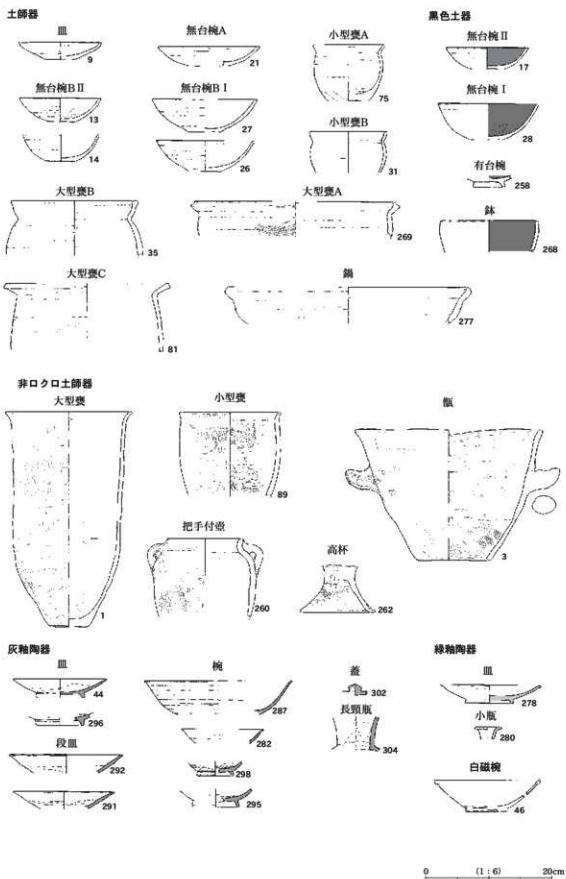 土師器
皿
9
無台椀A
21
小型甕A
75
無台椀BⅡ
13
14
無台椀BⅠ
27
26
小型甕B
31
大型甕B
35
大型甕A
269
大型甕C
81
鍋
277
黒色土器
無台椀Ⅱ
17
無台椀Ⅰ
28
有台椀
258
鉢
268
非ロクロ土師器
大型甕
1
小型甕
89
甑
3
把手付壺
260
高杯
262
灰釉陶器
皿
44
296
段皿
292
291
椀
287
282
298
295
蓋
302
長頸瓶
304
緑釉陶器
皿
278
小瓶
280
白磁椀
46
0 (1:6) 20cm